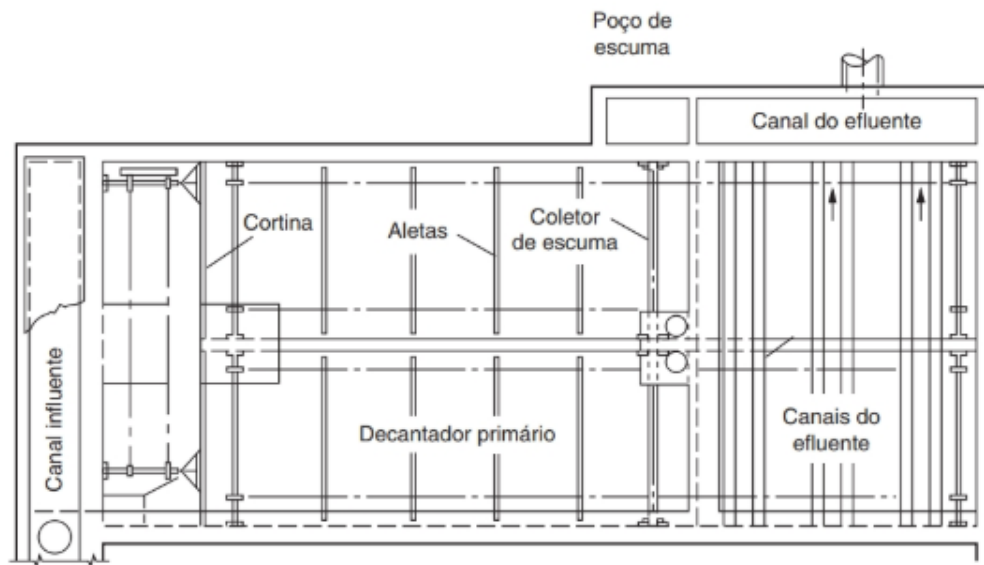 Poço de
escuma
Canal do efluente
Cortina
Aletas
Coletor
de escuma
Canal influente
Decantador primário
Canais do
efluente